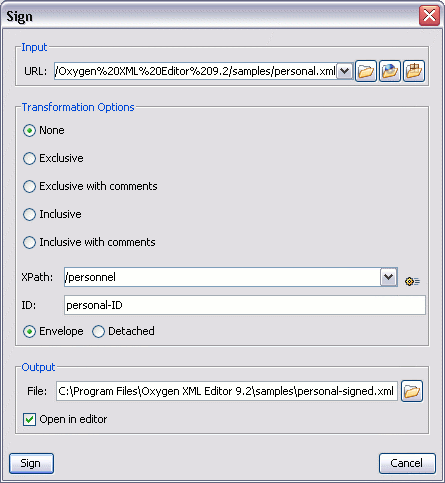 Sign
Input
URL: /Oxygen%20XML%20Editor%209.2/samples/personal.xml
Transformation Options
None
Exclusive
Exclusive with comments
Inclusive
Inclusive with comments
XPath: /personnel
ID: personal-ID
Envelope Detached
Output
File: C:\Program Files\Oxygen XML Editor 9.2\samples\personal-signed.xml
Open in editor
Sign Cancel